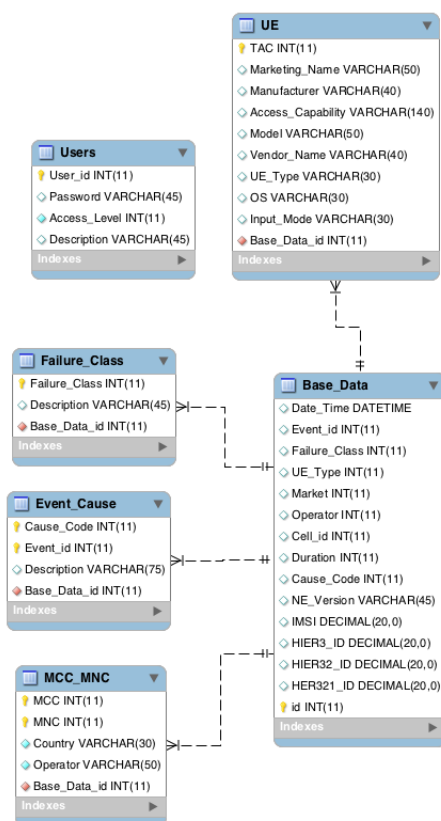 UE
TAC INT(11)
Marketing_Name VARCHAR(50)
Manufacturer VARCHAR(40)
Access_Capability VARCHAR(140)
Model VARCHAR(50)
Vendor_Name VARCHAR(40)
UE_Type VARCHAR(30)
OS VARCHAR(30)
Input_Mode VARCHAR(30)
Base_Data_id INT(11)
Indexes
Users
User_id INT(11)
Password VARCHAR(45)
Access_Level INT(11)
Description VARCHAR(45)
Indexes
Failure_Class
Failure_Class INT(11)
Description VARCHAR(45)
Base_Data_id INT(11)
Indexes
Event_Cause
Cause_Code INT(11)
Event_id INT(11)
Description VARCHAR(75)
Base_Data_id INT(11)
Indexes
MCC_MNC
MCC INT(11)
MNC INT(11)
Country VARCHAR(30)
Operator VARCHAR(50)
Base_Data_id INT(11)
Indexes
Base_Data
Date_Time DATETIME
Event_id INT(11)
Failure_Class INT(11)
UE_Type INT(11)
Market INT(11)
Operator INT(11)
Cell_id INT(11)
Duration INT(11)
Cause_Code INT(11)
NE_Version VARCHAR(45)
IMSI DECIMAL(20,0)
HIER3_ID DECIMAL(20,0)
HIER32_ID DECIMAL(20,0)
HER321_ID DECIMAL(20,0)
id INT(11)
Indexes